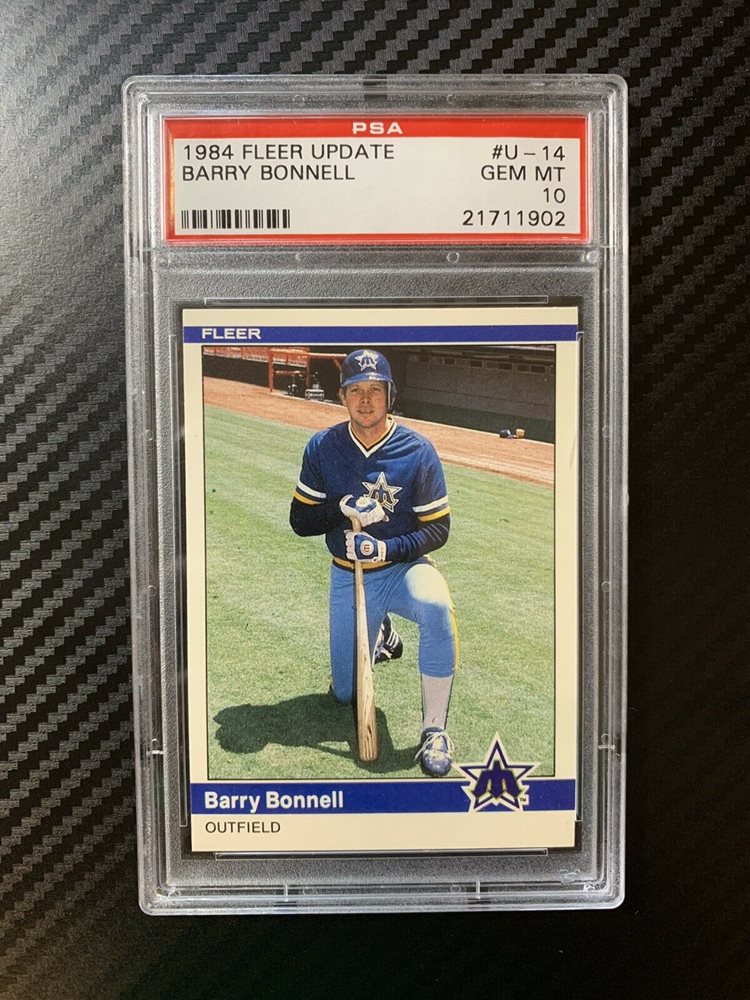 PSA
1984 FLEER UPDATE #U-14
BARRY BONNELL GEM MT
10
21711902
FLEER
Barry Bonnell
OUTFIELD